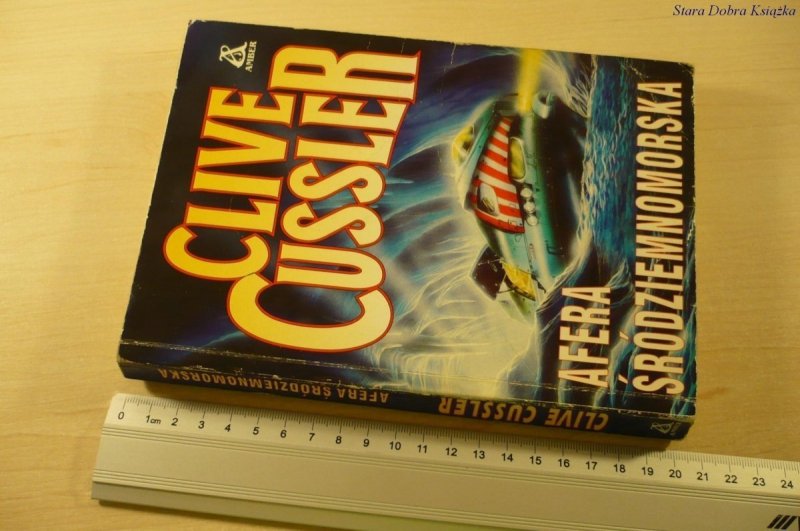 Stara Dobra Książka
AMBER
CLIVE
CUSSLER
AFERA
ŚRÓDZIEMNOMORSKA
AFERA ŚRÓDZIEMNOMORSKA
CLIVE CUSSLER
0 1cm 2 3 4 5 6 7 8 9 10 11 12 13 14 15 16 17 18 19 20 21 22 23 24